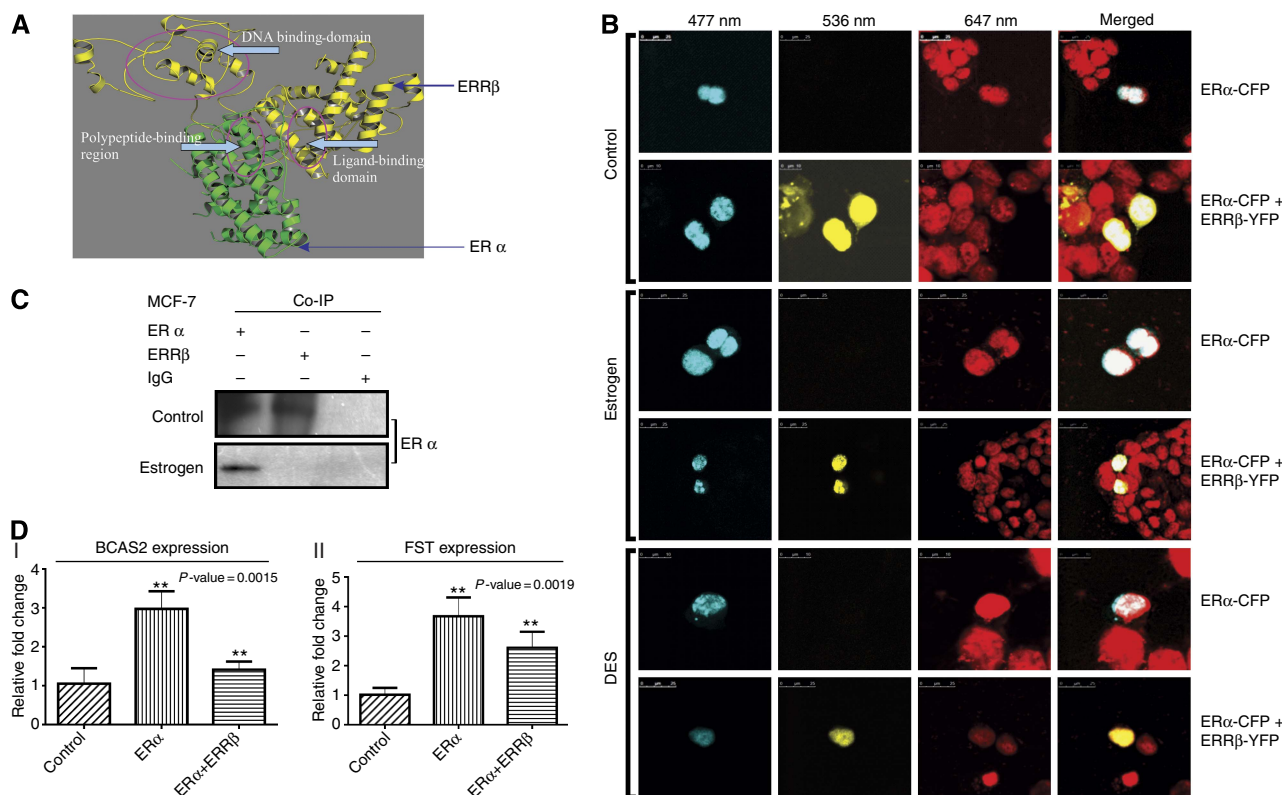 A
DNA binding-domain
ERRβ
Polypeptide-binding
region
Ligand-binding
domain
ER α
B
477 nm 536 nm 647 nm Merged
Control
ERα-CFP
ERα-CFP +
ERRβ-YFP
Estrogen
ERα-CFP
ERα-CFP +
ERRβ-YFP
DES
ERα-CFP
ERα-CFP +
ERRβ-YFP
C
MCF-7 Co-IP
ER α + – –
ERRβ – + –
IgG – – +
Control
ER α
Estrogen
D
I
BCAS2 expression
P-value = 0.0015
Relative fold change
4
3
2
1
0
**
**
Control
ERα
ERα+ERRβ
II
FST expression
P-value = 0.0019
Relative fold change
5
4
3
2
1
0
**
**
Control
ERα
ERα+ERRβ